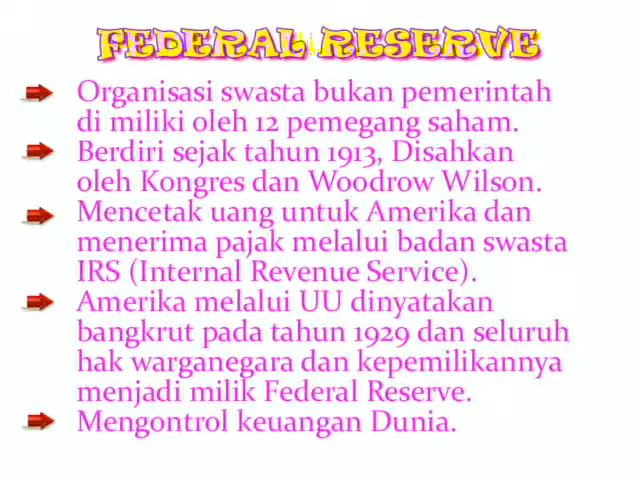 FEDERAL RESERVE
Organisasi swasta bukan pemerintah
di miliki oleh 12 pemegang saham.
Berdiri sejak tahun 1913, Disahkan
oleh Kongres dan Woodrow Wilson.
Mencetak uang untuk Amerika dan
menerima pajak melalui badan swasta
IRS (Internal Revenue Service).
Amerika melalui UU dinyatakan
bangkrut pada tahun 1929 dan seluruh
hak warganegara dan kepemilikannya
menjadi milik Federal Reserve.
Mengontrol keuangan Dunia.